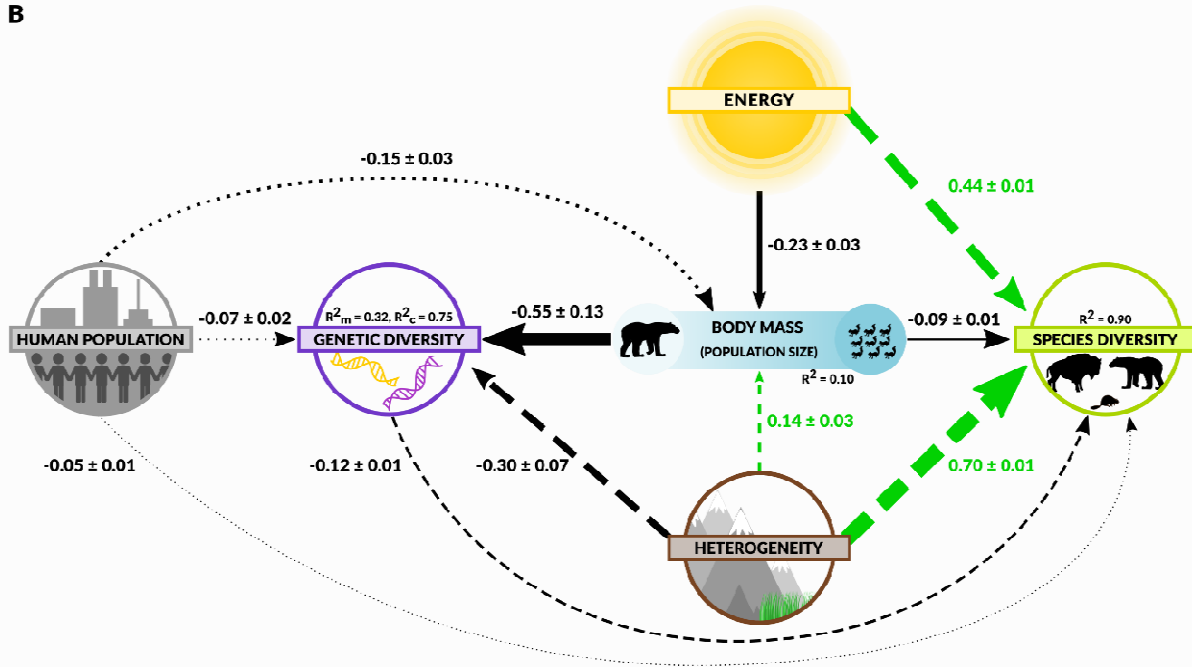 B
ENERGY
-0.15 ± 0.03
0.44 ± 0.01
-0.23 ± 0.03
R²m = 0.32, R²c = 0.75
-0.07 ± 0.02
-0.55 ± 0.13
BODY MASS
(POPULATION SIZE)
R² = 0.10
-0.09 ± 0.01
R² = 0.90
HUMAN POPULATION
GENETIC DIVERSITY
SPECIES DIVERSITY
0.14 ± 0.03
-0.05 ± 0.01
-0.12 ± 0.01
-0.30 ± 0.07
0.70 ± 0.01
HETEROGENEITY